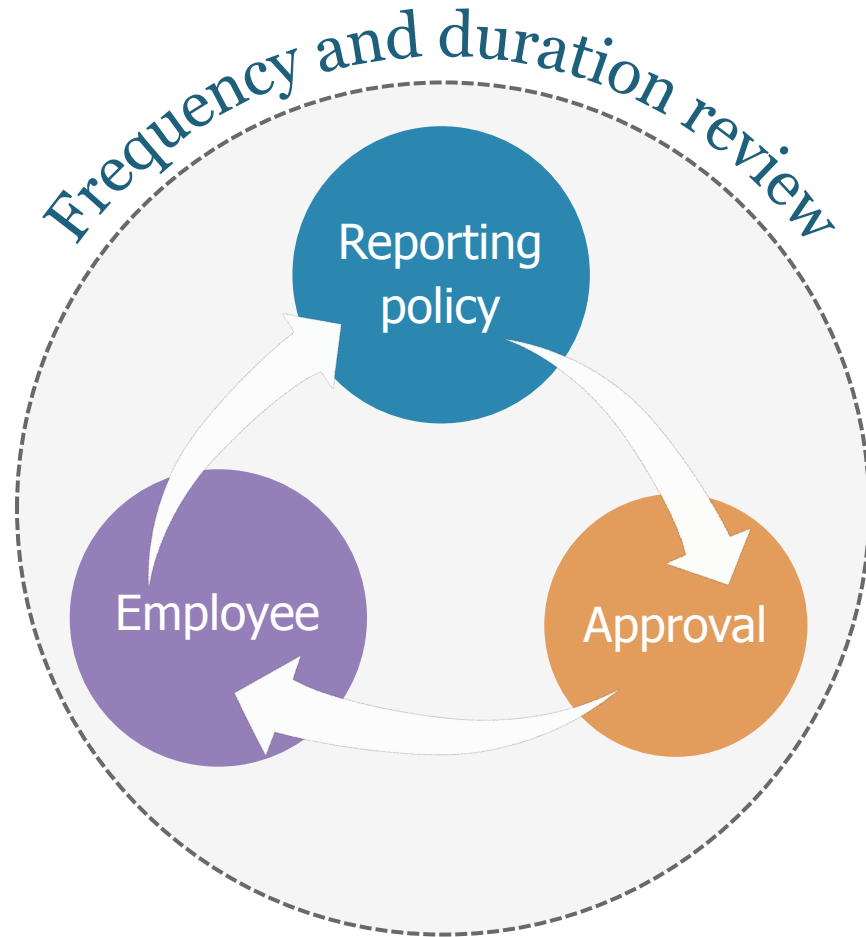 Frequency and duration review
Reporting
policy
Employee
Approval